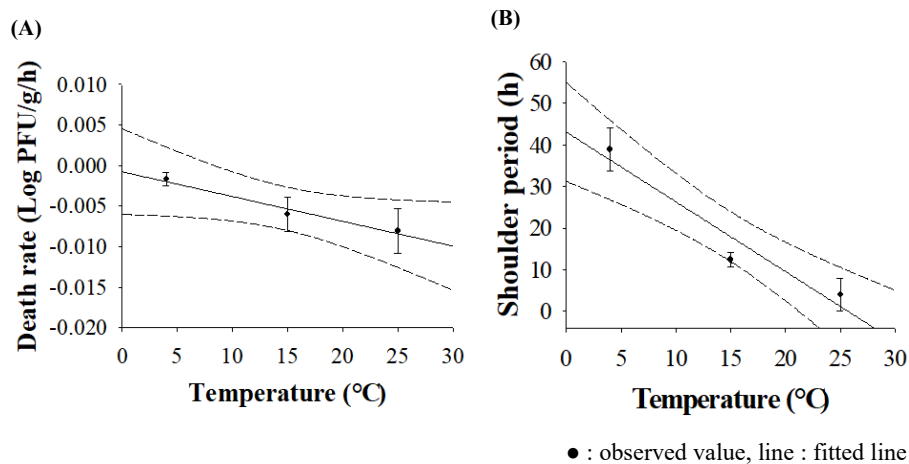 (A)
Death rate (Log PFU/g/h)
0.010
0.005
0.000
-0.005
-0.010
-0.015
-0.020
0 5 10 15 20 25 30
Temperature (°C)
(B)
Shoulder period (h)
60
50
40
30
20
10
0
0 5 10 15 20 25 30
Temperature (°C)
● : observed value, line : fitted line